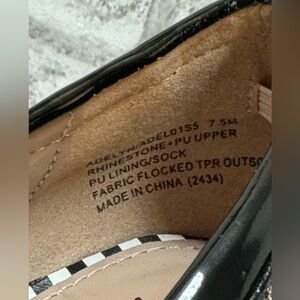 ADELYN/ADEL01S5 7.5M
RHINESTONE+PU UPPER
PU LINING/SOCK
FABRIC FLOCKED TPR OUTSO
MADE IN CHINA (2434)